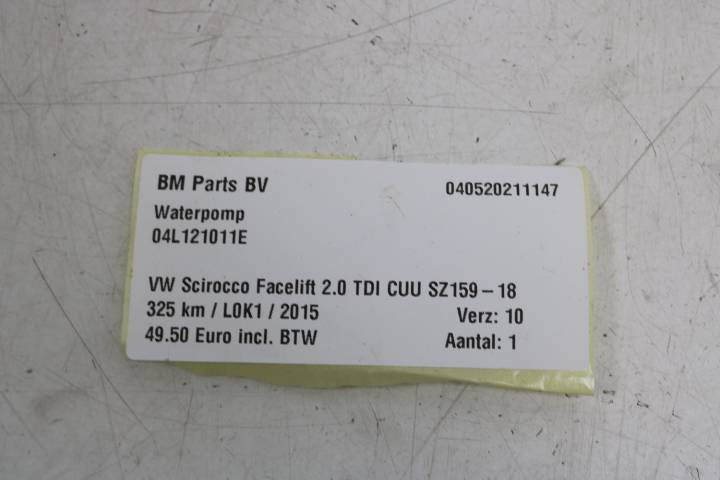 BM Parts BV 040520211147
Waterpomp
04L121011E
VW Scirocco Facelift 2.0 TDI CUU SZ159-18
325 km / L0K1 / 2015 Verz: 10
49.50 Euro incl. BTW Aantal: 1